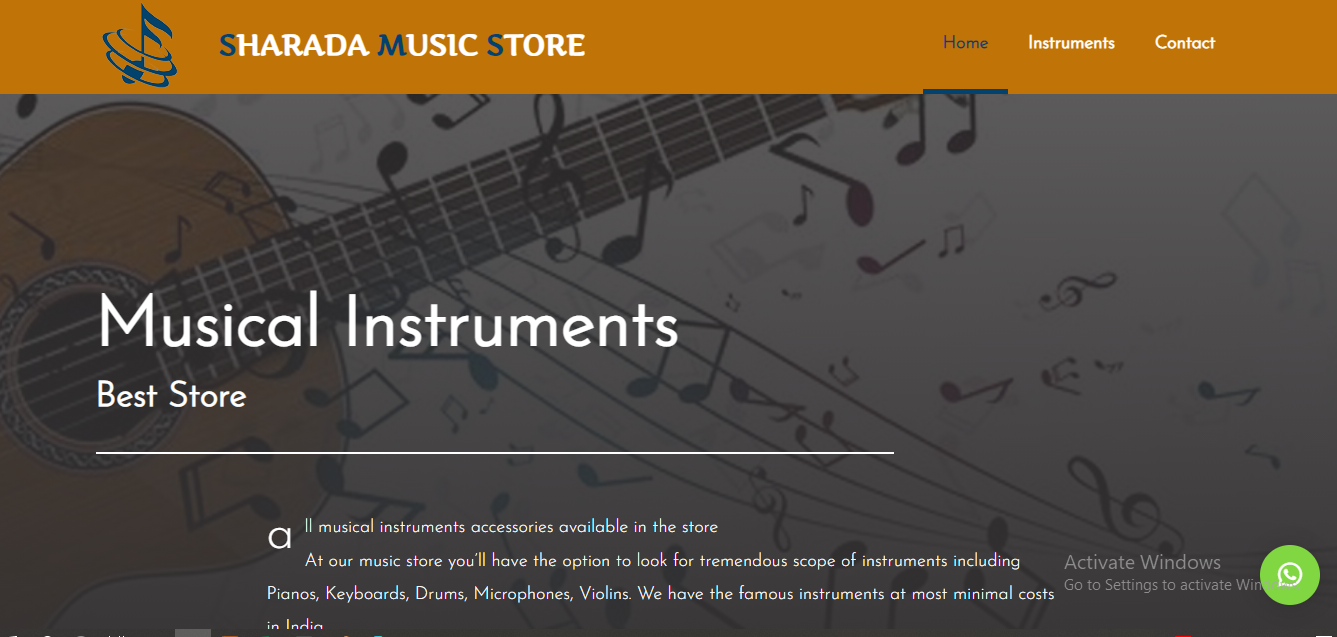 SHARADA MUSIC STORE
Home Instruments Contact
Musical Instruments
Best Store
all musical instruments accessories available in the store
At our music store you'll have the option to look for tremendous scope of instruments including
Pianos, Keyboards, Drums, Microphones, Violins. We have the famous instruments at most minimal costs
in India
Activate Windows
Go to Settings to activate